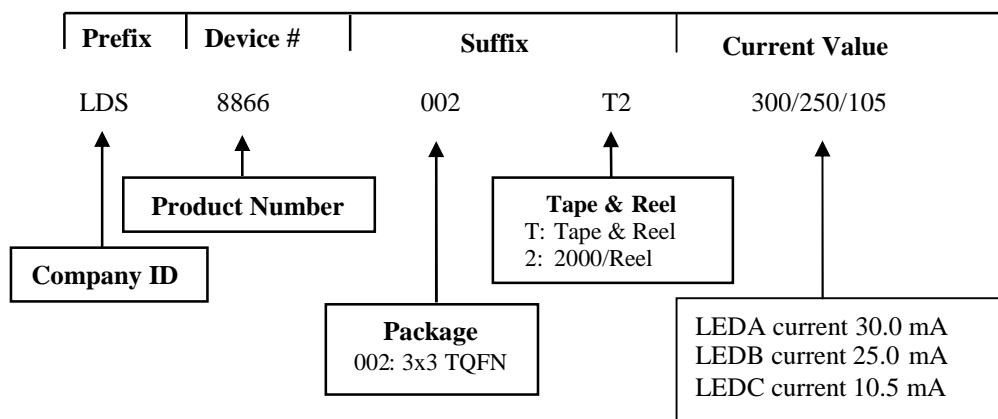 Prefix Device # Suffix Current Value
LDS 8866 002 T2 300/250/105
Product Number
Company ID
Tape & Reel
T: Tape & Reel
2: 2000/Reel
Package
002: 3x3 TQFN
LEDA current 30.0 mA
LEDB current 25.0 mA
LEDC current 10.5 mA